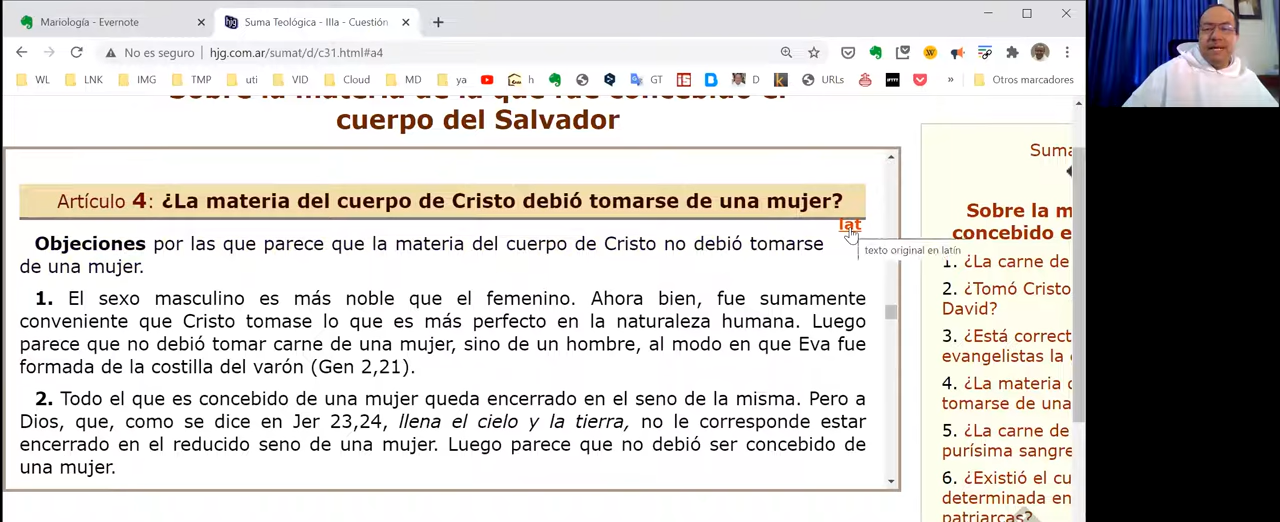 Mariología - Evernote
Suma Teológica - IIIa - Cuestión
No es seguro | hjg.com.ar/sumat/d/c31.html#a4
WL LNK IMG TMP uti VID Cloud MD ya h GT D URLs » Otros marcadores
Sobre la materia de la que fue concebido el
cuerpo del Salvador
Artículo 4: ¿La materia del cuerpo de Cristo debió tomarse de una mujer?
lat
texto original en latín
Objeciones por las que parece que la materia del cuerpo de Cristo no debió tomarse
de una mujer.
1. El sexo masculino es más noble que el femenino. Ahora bien, fue sumamente
conveniente que Cristo tomase lo que es más perfecto en la naturaleza humana. Luego
parece que no debió tomar carne de una mujer, sino de un hombre, al modo en que Eva fue
formada de la costilla del varón (Gen 2,21).
2. Todo el que es concebido de una mujer queda encerrado en el seno de la misma. Pero a
Dios, que, como se dice en Jer 23,24, llena el cielo y la tierra, no le corresponde estar
encerrado en el reducido seno de una mujer. Luego parece que no debió ser concebido de
una mujer.
Suma
Sobre la m
concebido e
1. ¿La carne de
2. ¿Tomó Cristo
David?
3. ¿Está correct
evangelistas la
4. ¿La materia
tomarse de una
5. ¿La carne de
purísima sangre
6. ¿Existió el cu
determinada en
patriarcas?